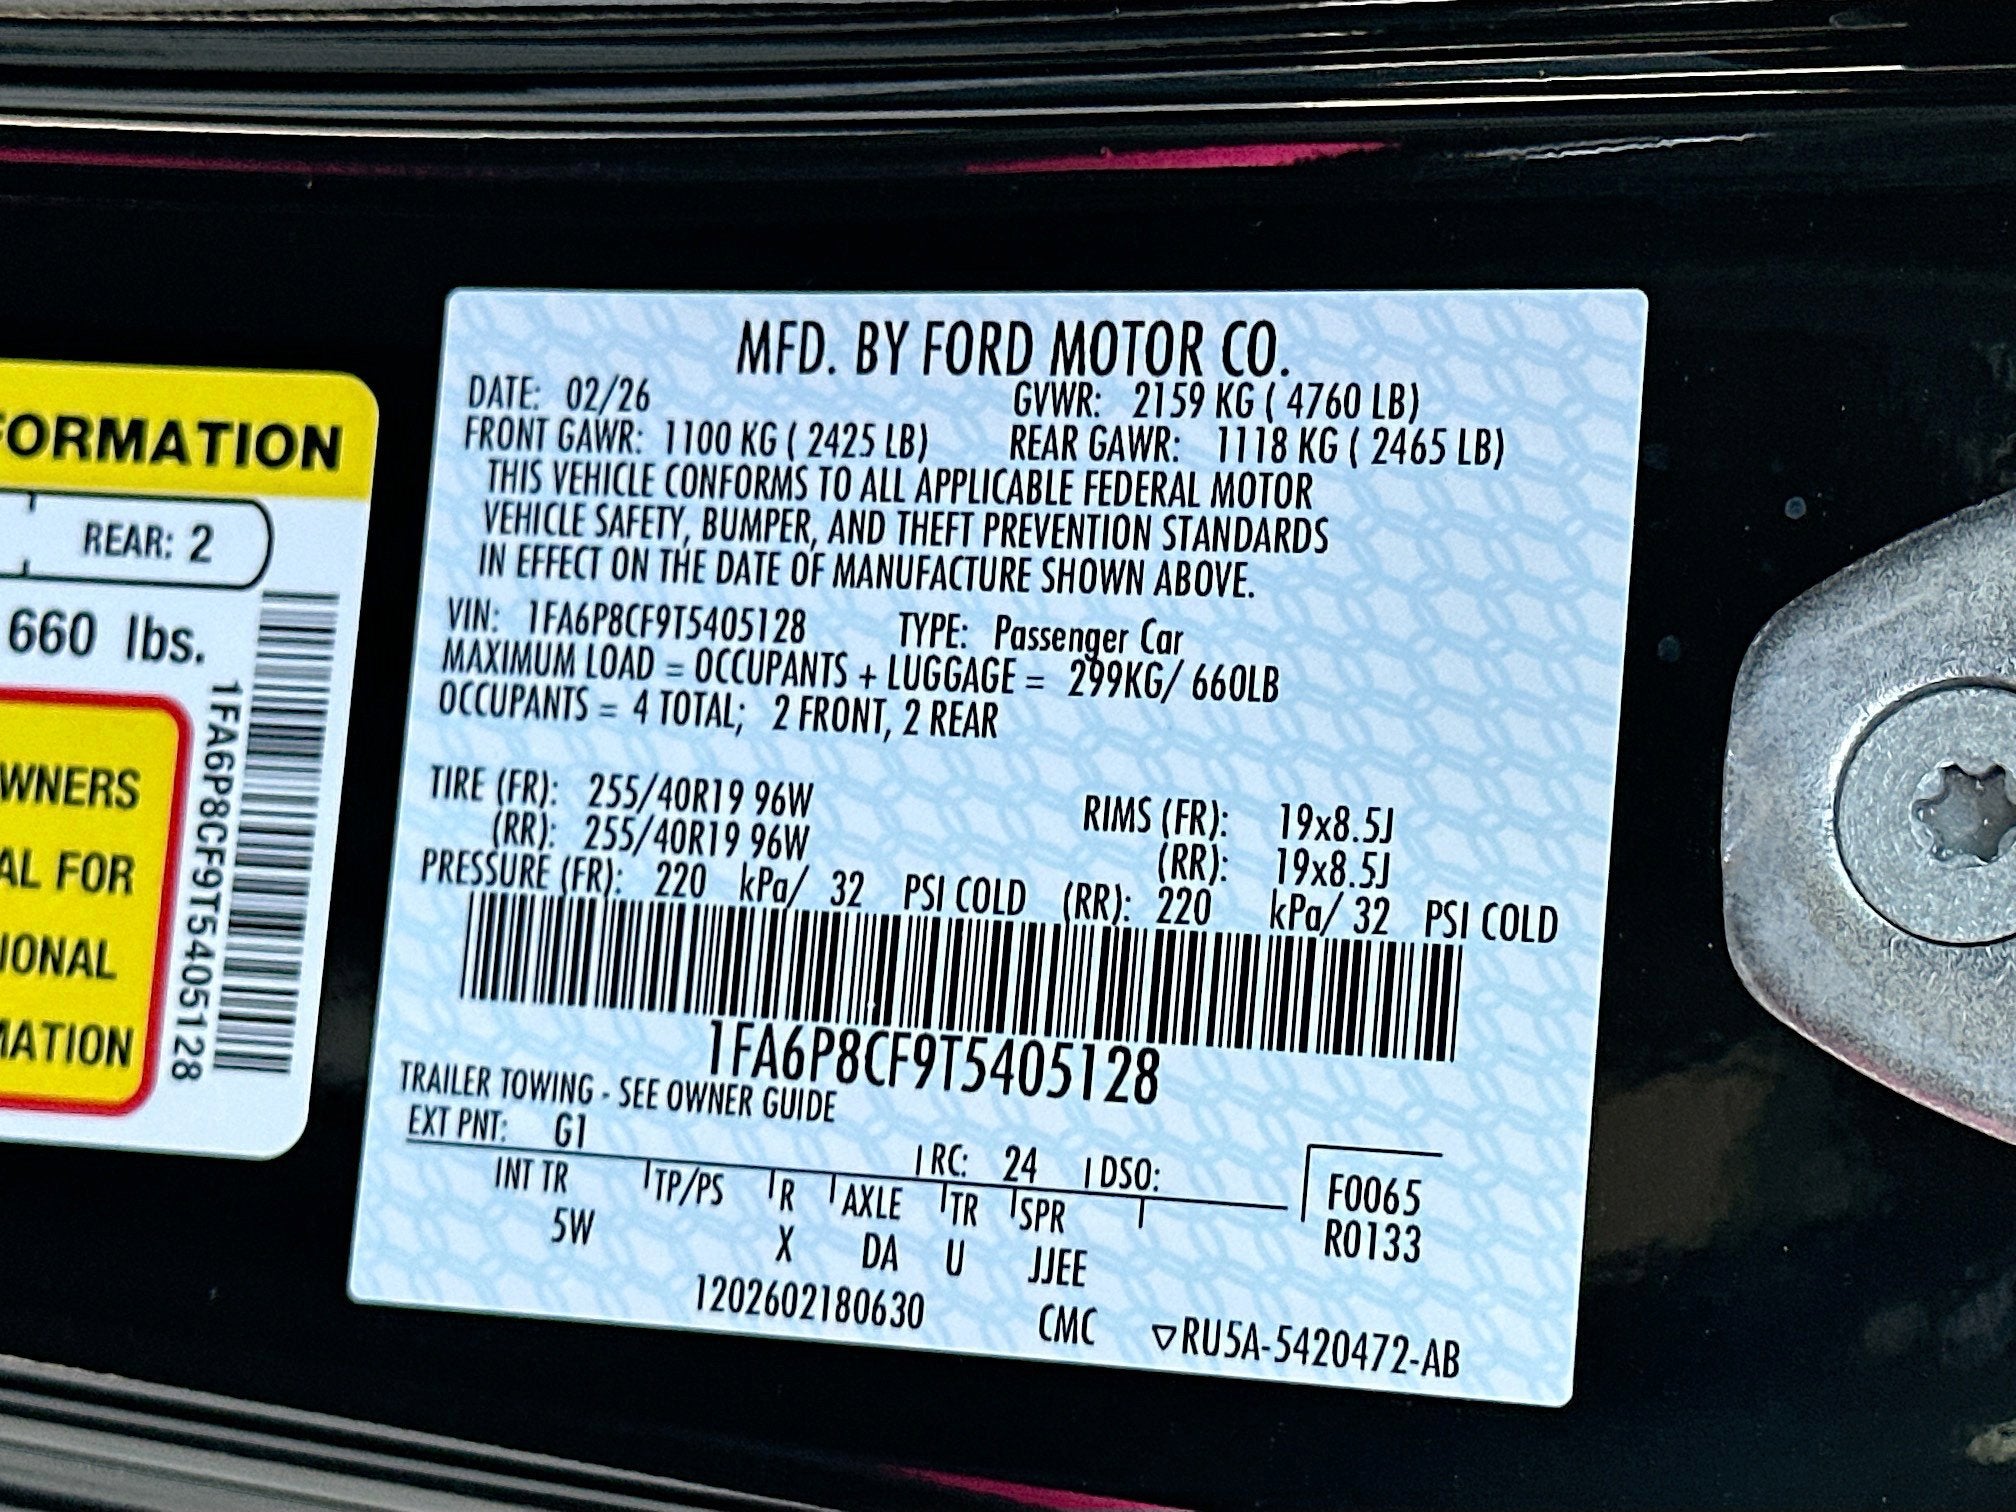 FORMATION
REAR: 2
660 lbs.
WNERS
AL FOR
IONAL
MATION
1FA6P8CF9T5405128
MFD. BY FORD MOTOR CO.
DATE: 02/26 GVWR: 2159 KG ( 4760 LB)
FRONT GAWR: 1100 KG ( 2425 LB) REAR GAWR: 1118 KG ( 2465 LB)
THIS VEHICLE CONFORMS TO ALL APPLICABLE FEDERAL MOTOR
VEHICLE SAFETY, BUMPER, AND THEFT PREVENTION STANDARDS
IN EFFECT ON THE DATE OF MANUFACTURE SHOWN ABOVE.
VIN: 1FA6P8CF9T5405128 TYPE: Passenger Car
MAXIMUM LOAD = OCCUPANTS + LUGGAGE = 299KG/ 660LB
OCCUPANTS = 4 TOTAL; 2 FRONT, 2 REAR
TIRE (FR): 255/40R19 96W RIMS (FR): 19x8.5J
(RR): 255/40R19 96W (RR): 19x8.5J
PRESSURE (FR): 220 kPa/ 32 PSI COLD (RR): 220 kPa/ 32 PSI COLD
1FA6P8CF9T5405128
TRAILER TOWING - SEE OWNER GUIDE
EXT PNT: G1 RC: 24 DSO:
INT TR TP/PS R AXLE TR SPR
5W X DA U JJEE
F0065
R0133
1202602180630 CMC ▽RU5A-5420472-AB